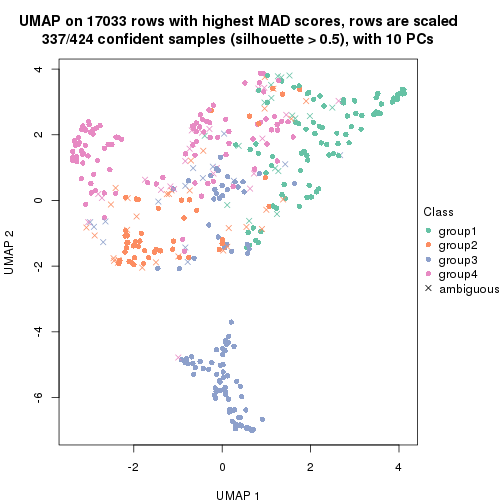 UMAP on 17033 rows with highest MAD scores, rows are scaled
337/424 confident samples (silhouette > 0.5), with 10 PCs
4
2
0
-2
-4
-6
UMAP 2
-2
0
2
4
UMAP 1
Class
group1
group2
group3
group4
ambiguous